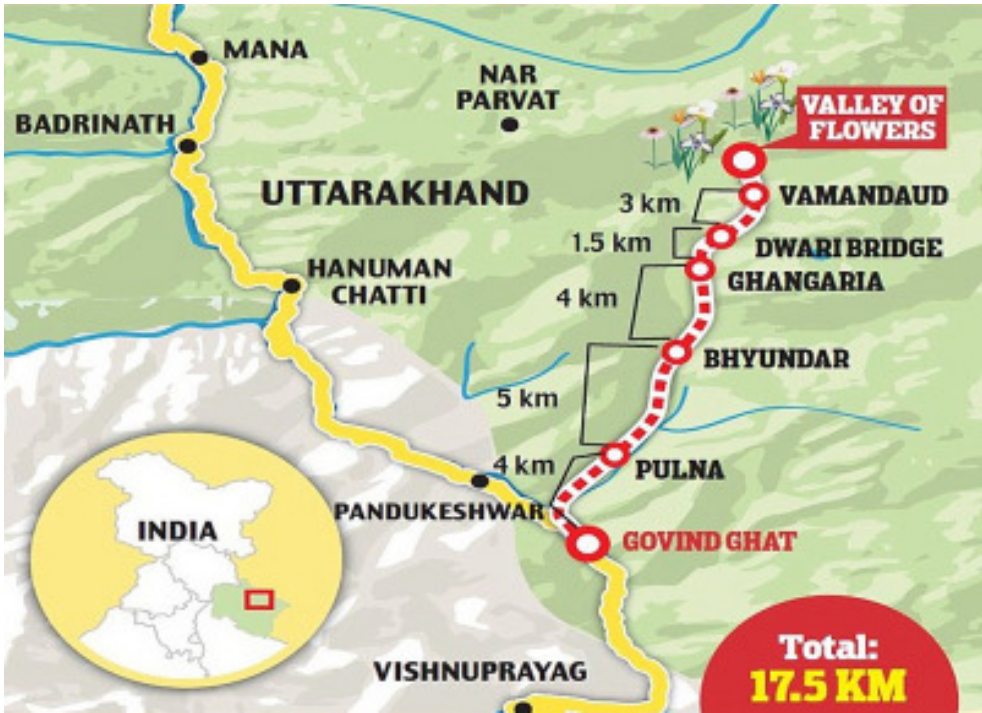 MANA
NAR
PARVAT
VALLEY OF
FLOWERS
BADRINATH
UTTARAKHAND
3 km
VAMANDAUD
1.5 km
DWARI BRIDGE
HANUMAN
CHATTI
GHANGARIA
4 km
BHYUNDAR
5 km
4 km
PULNA
PANDUKESHWAR
INDIA
GOVIND GHAT
VISHNUPRAYAG
Total:
17.5 KM